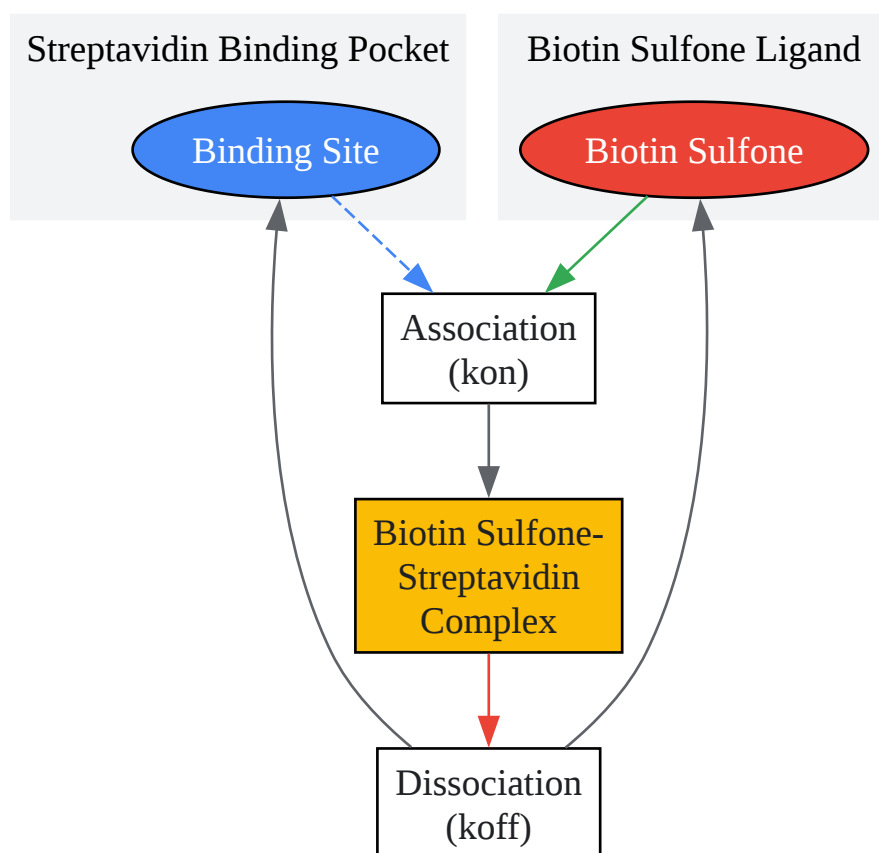 Streptavidin Binding Pocket
Biotin Sulfone Ligand
Binding Site
Biotin Sulfone
Association
(kon)
Biotin Sulfone-
Streptavidin
Complex
Dissociation
(koff)